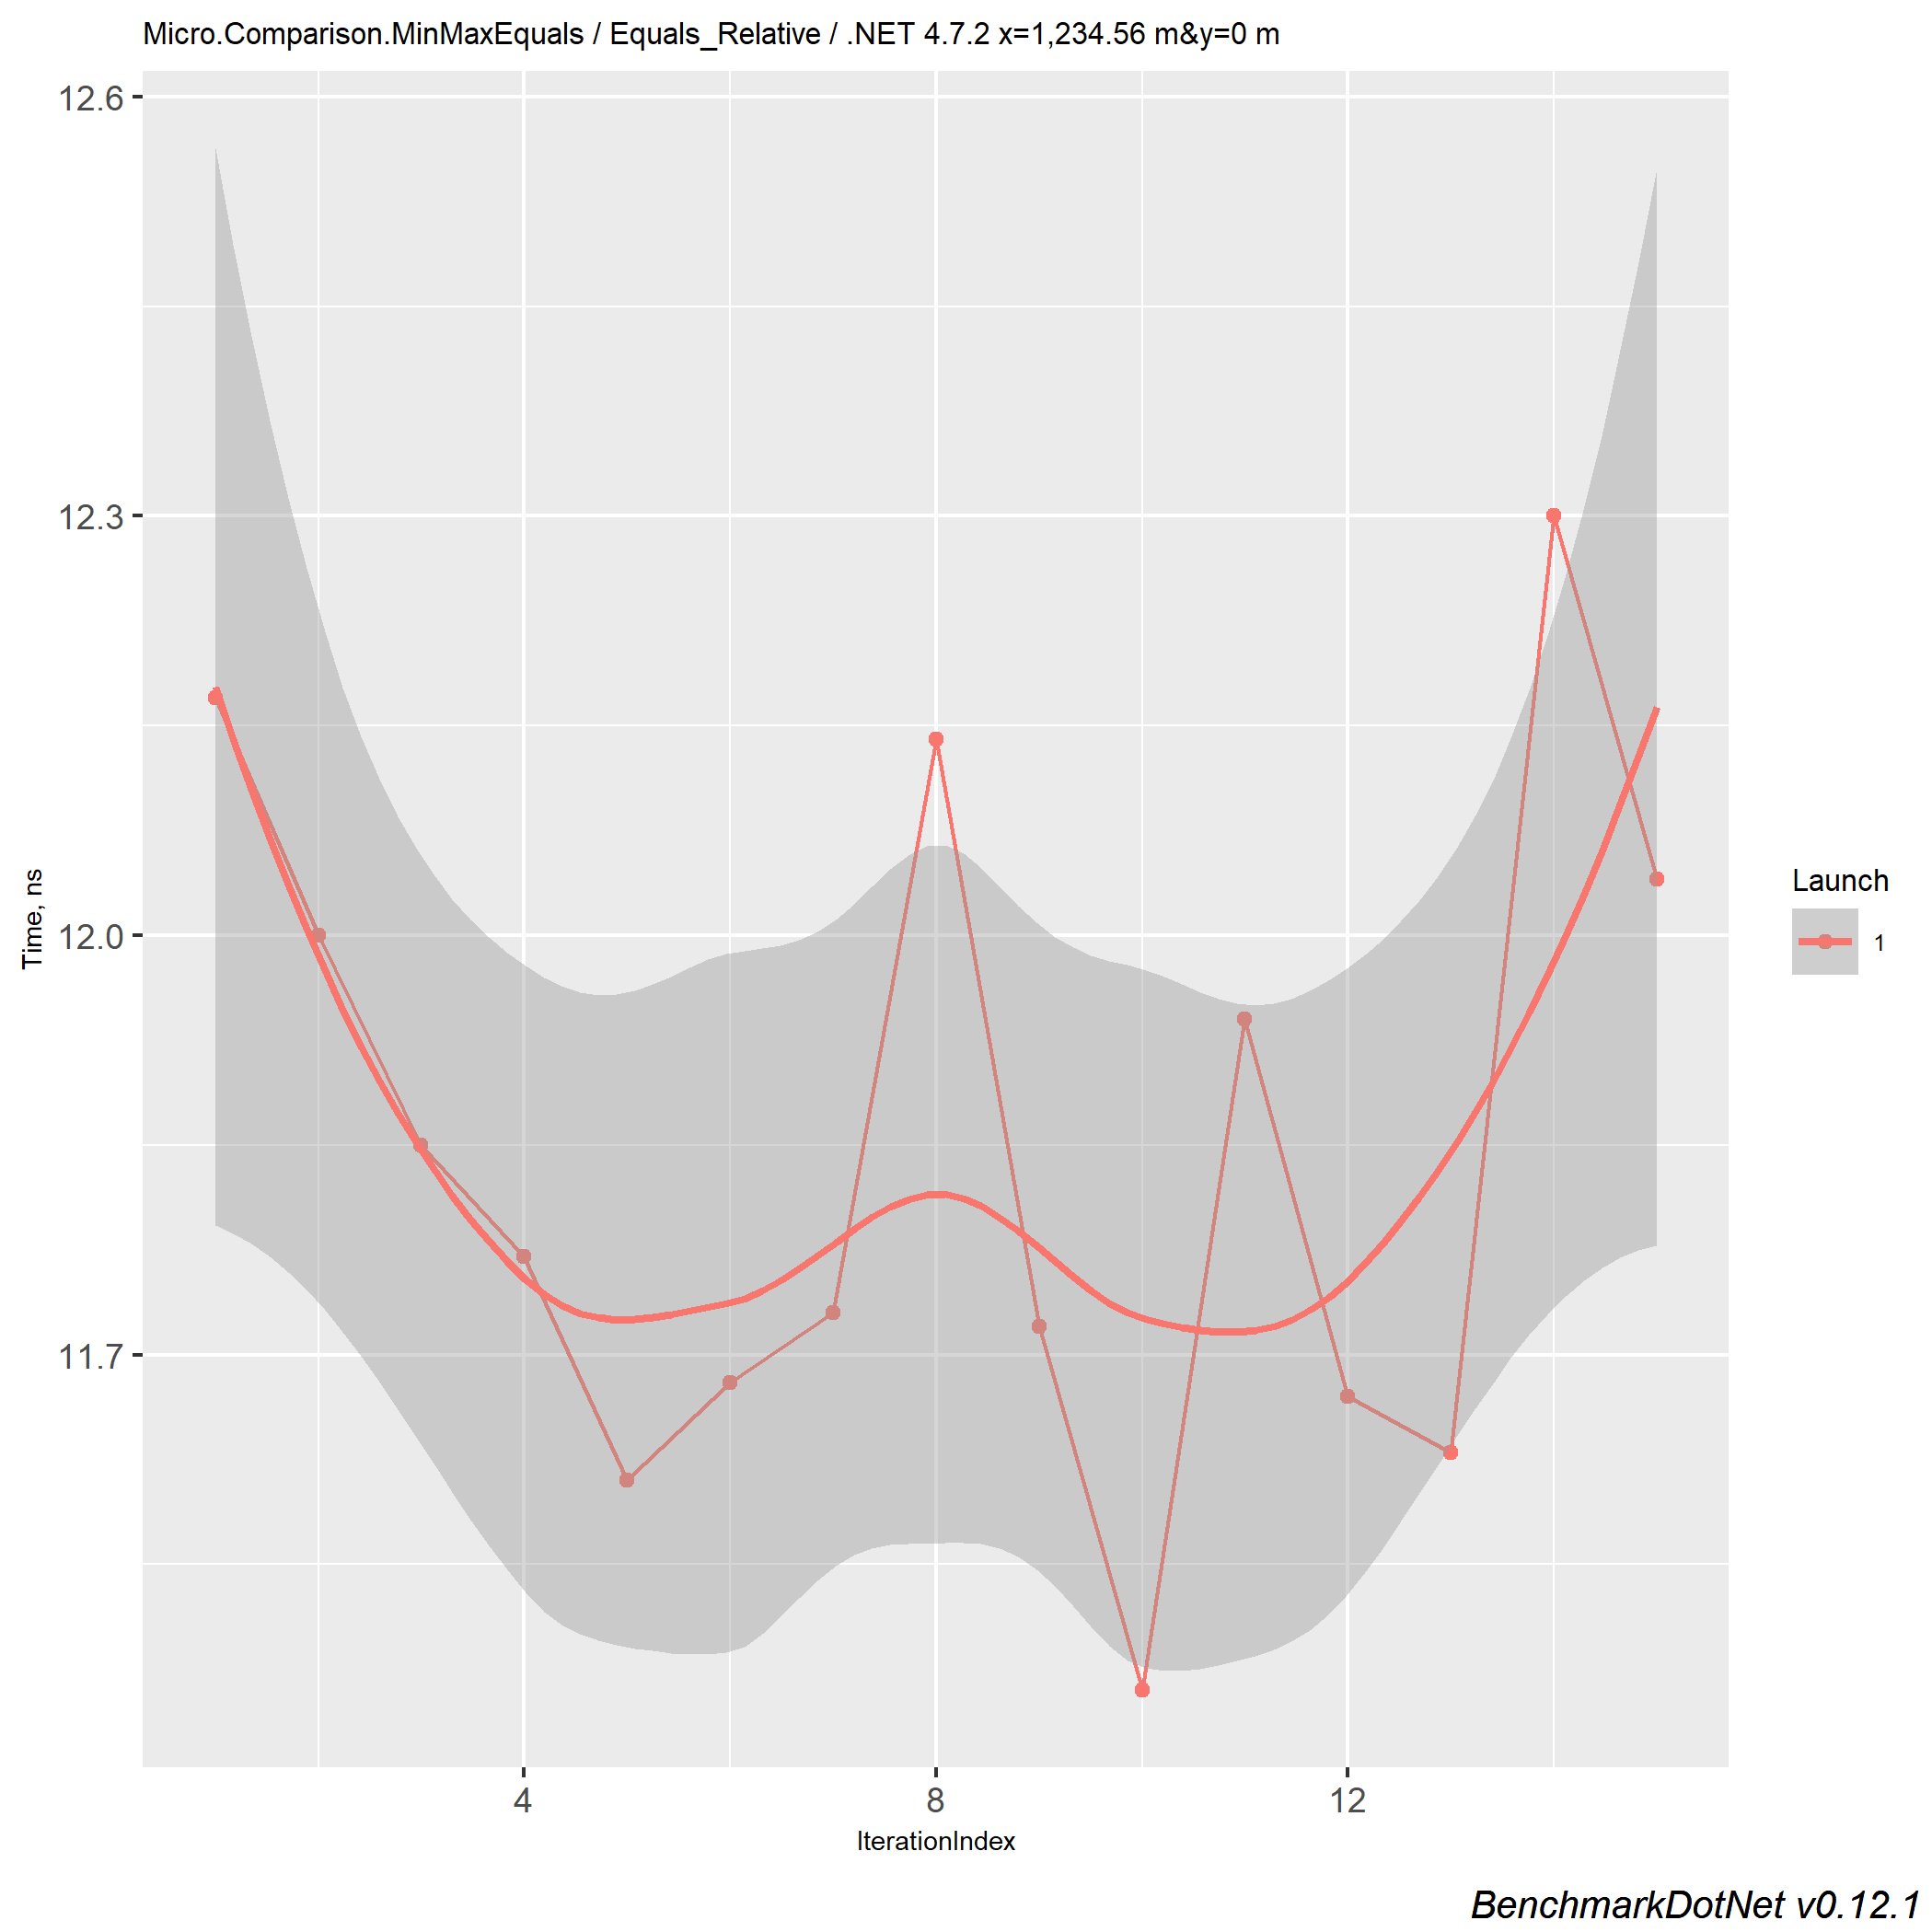 Micro.Comparison.MinMaxEquals / Equals_Relative / .NET 4.7.2 x=1,234.56 m&y=0 m
12.6
12.3
12.0
11.7
Time, ns
4
8
12
IterationIndex
Launch
1
BenchmarkDotNet v0.12.1